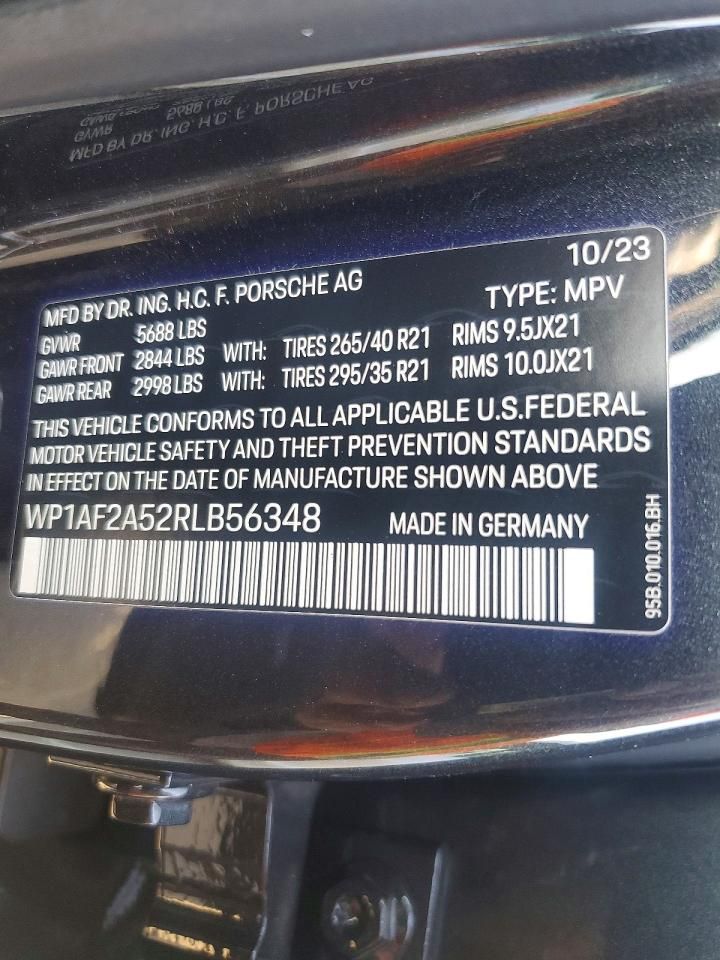 10/23
MFD BY DR. ING. H.C. F. PORSCHE AG TYPE: MPV
GVWR 5688 LBS
GAWR FRONT 2844 LBS WITH: TIRES 265/40 R21 RIMS 9.5JX21
GAWR REAR 2998 LBS WITH: TIRES 295/35 R21 RIMS 10.0JX21
THIS VEHICLE CONFORMS TO ALL APPLICABLE U.S.FEDERAL
MOTOR VEHICLE SAFETY AND THEFT PREVENTION STANDARDS
IN EFFECT ON THE DATE OF MANUFACTURE SHOWN ABOVE
WP1AF2A52RLB56348 MADE IN GERMANY
95B.010.016.BH